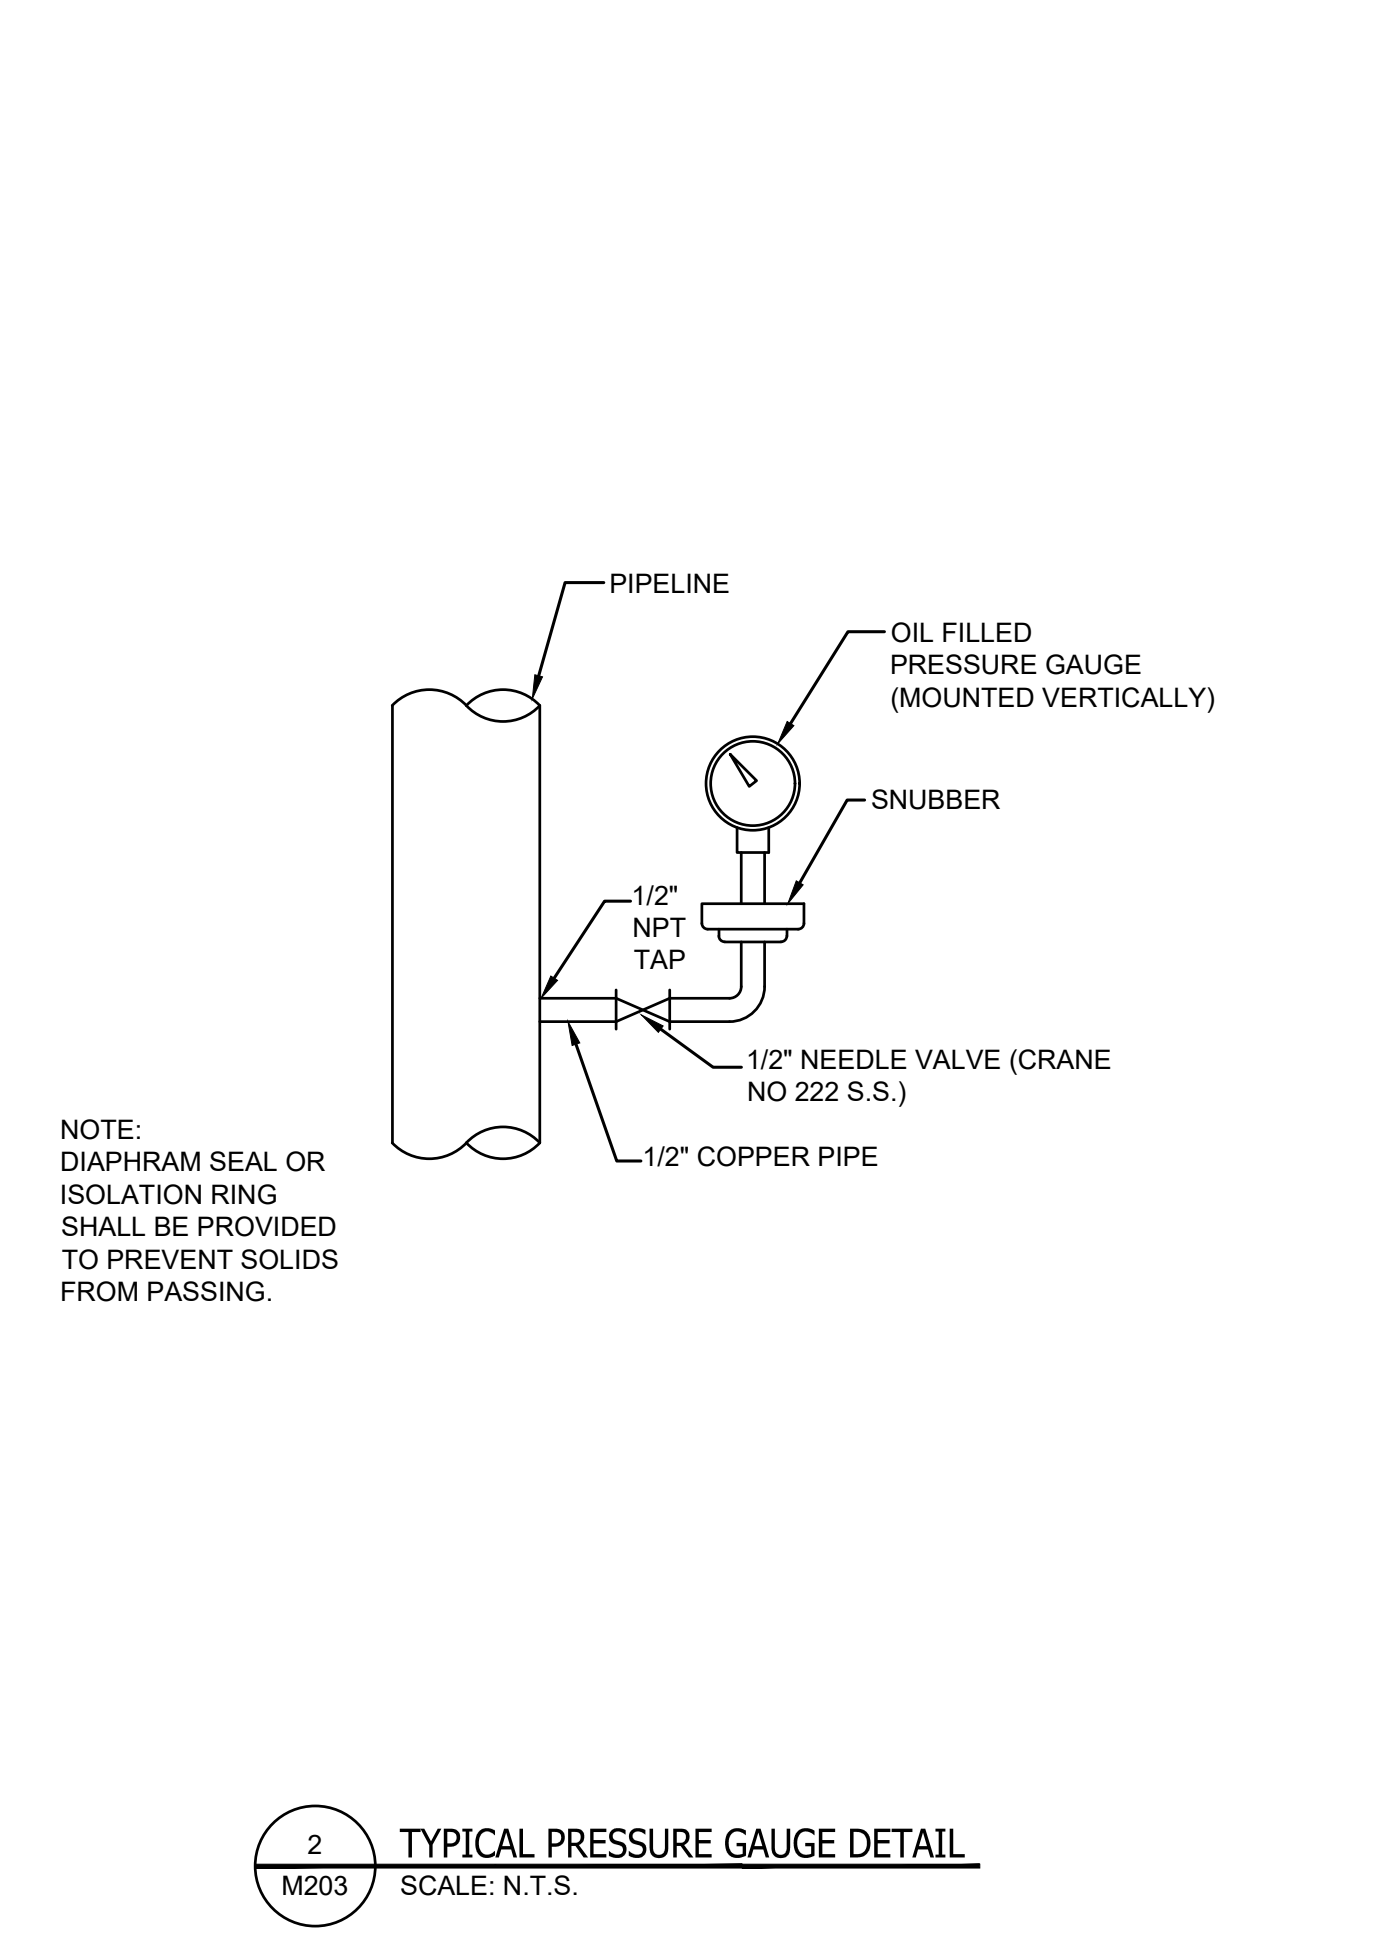 PIPELINE
OIL FILLED
PRESSURE GAUGE
(MOUNTED VERTICALLY)
SNUBBER
1/2"
NPT
TAP
1/2" NEEDLE VALVE (CRANE
NO 222 S.S.)
1/2" COPPER PIPE
NOTE:
DIAPHRAM SEAL OR
ISOLATION RING
SHALL BE PROVIDED
TO PREVENT SOLIDS
FROM PASSING.
2
M203
TYPICAL PRESSURE GAUGE DETAIL
SCALE: N.T.S.